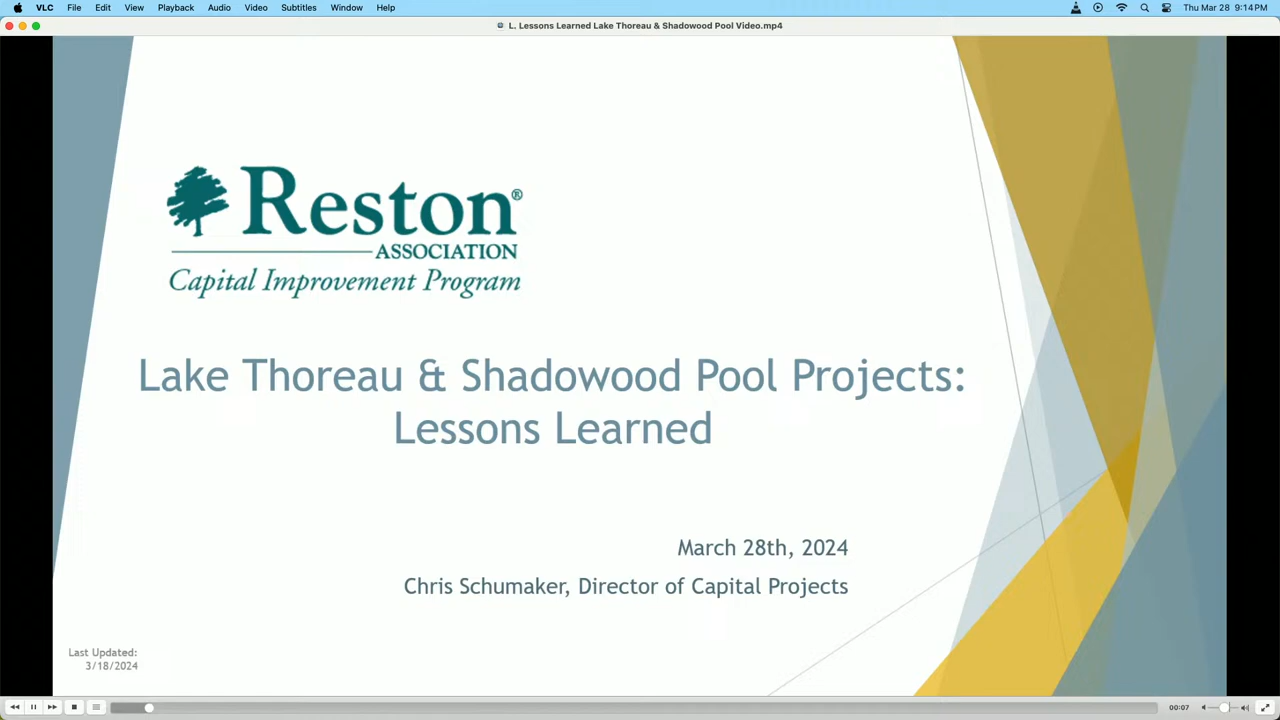 VLC File Edit View Playback Audio Video Subtitles Window Help Thu Mar 28 9:14 PM
L. Lessons Learned Lake Thoreau & Shadowood Pool Video.mp4
Reston®
ASSOCIATION
Capital Improvement Program
Lake Thoreau & Shadowood Pool Projects:
Lessons Learned
March 28th, 2024
Chris Schumaker, Director of Capital Projects
Last Updated:
3/18/2024
00:07